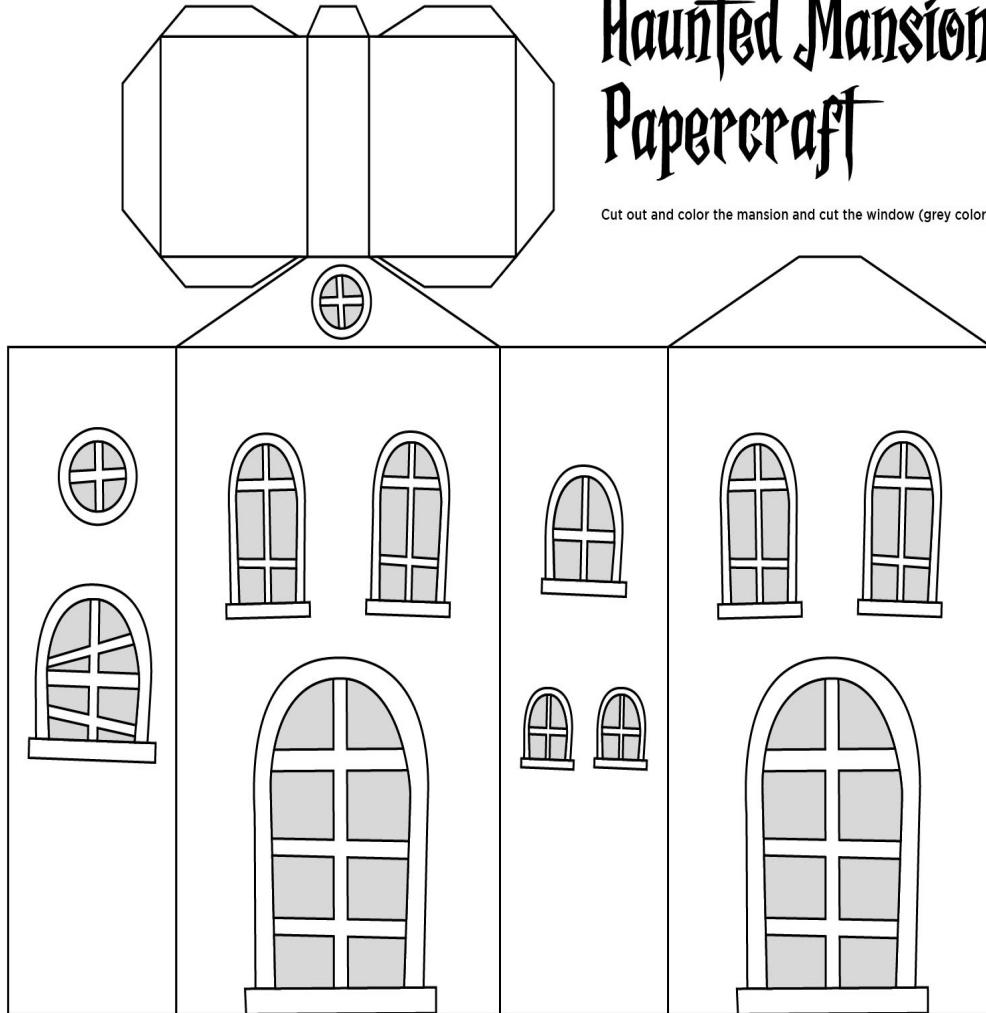 Haunted Mansion
Papercraft
Cut out and color the mansion and cut the window (grey color